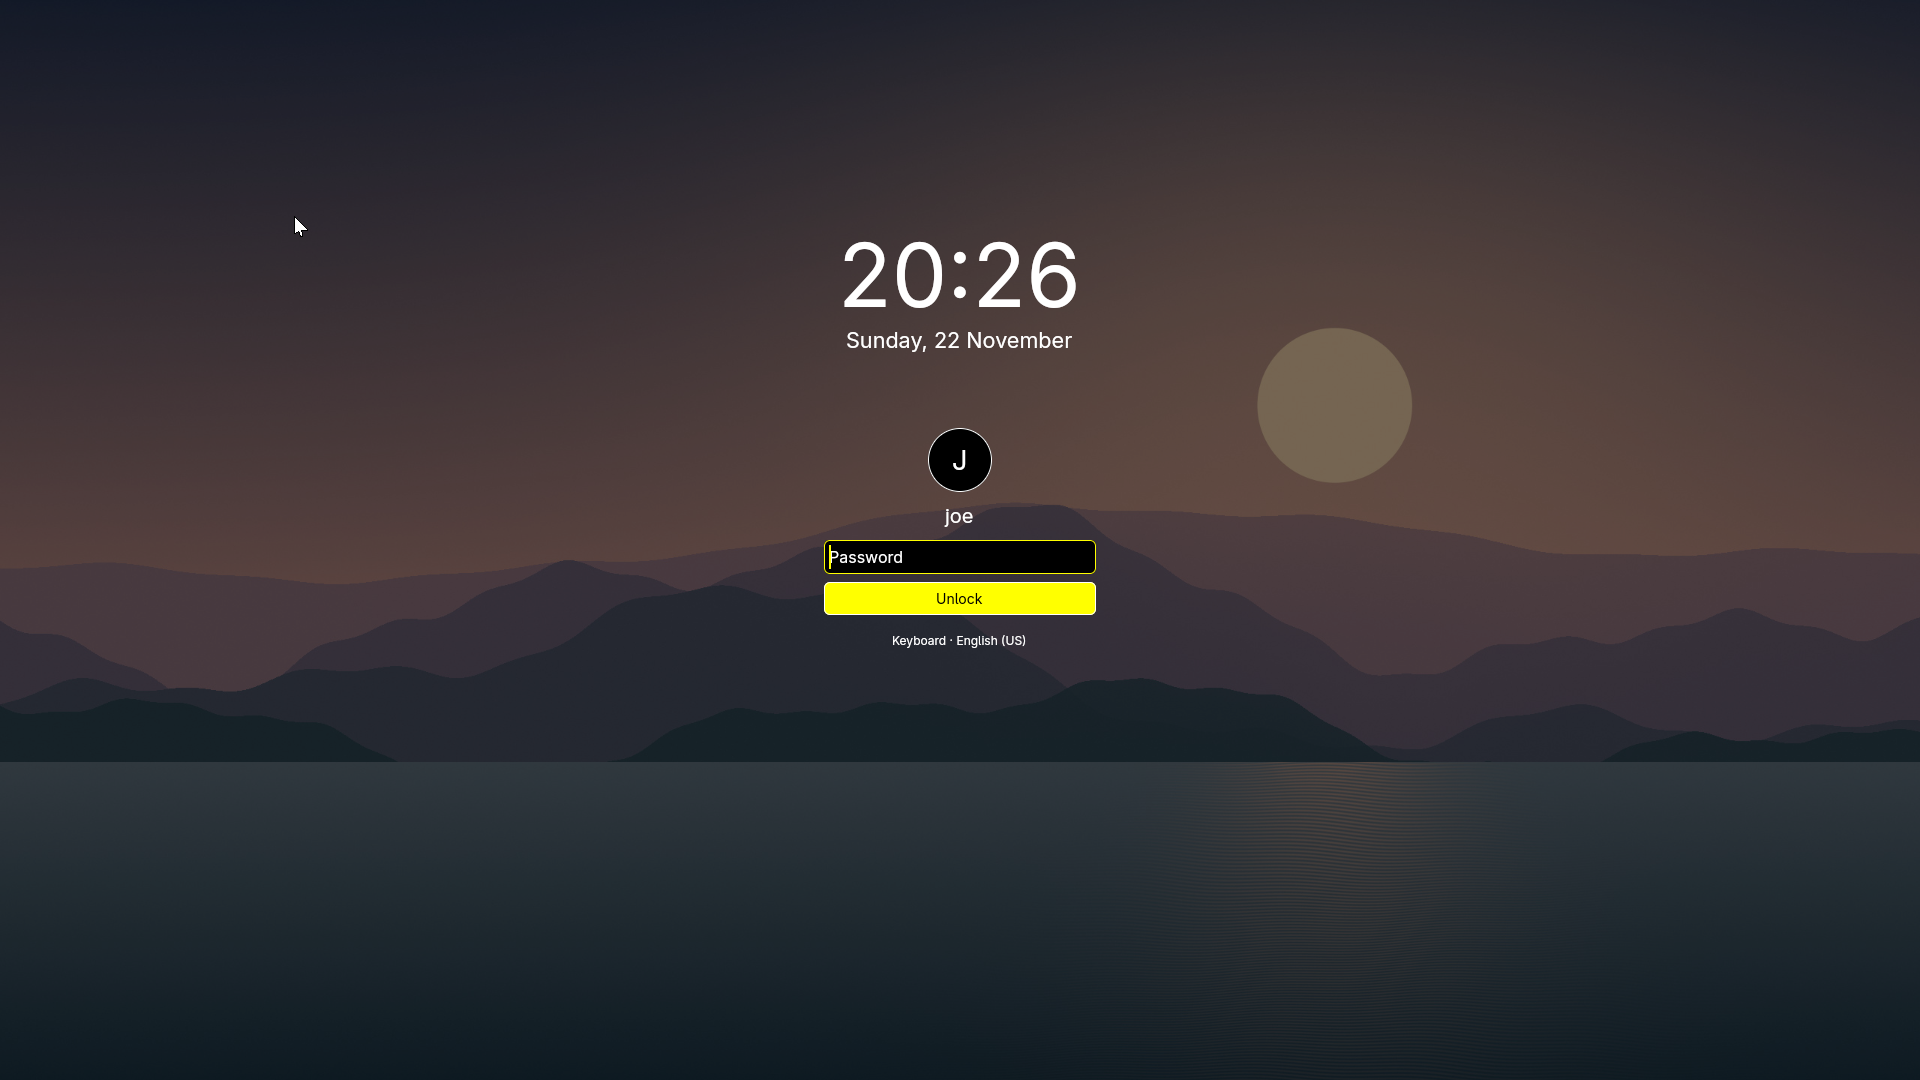 20:26
Sunday, 22 November
J
joe
Password
Unlock
Keyboard · English (US)